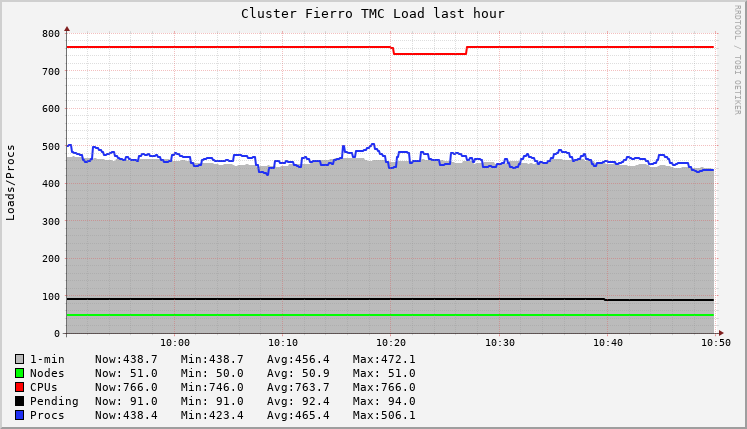 Cluster Fierro TMC Load last hour
RRDTOOL / TOBI OETIKER
Loads/Procs
800
700
600
500
400
300
200
100
0
10:00 10:10 10:20 10:30 10:40 10:50
1-min Now:438.7 Min:438.7 Avg:456.4 Max:472.1
Nodes Now: 51.0 Min: 50.0 Avg: 50.9 Max: 51.0
CPUs Now:766.0 Min:746.0 Avg:763.7 Max:766.0
Pending Now: 91.0 Min: 91.0 Avg: 92.4 Max: 94.0
Procs Now:438.4 Min:423.4 Avg:465.4 Max:506.1